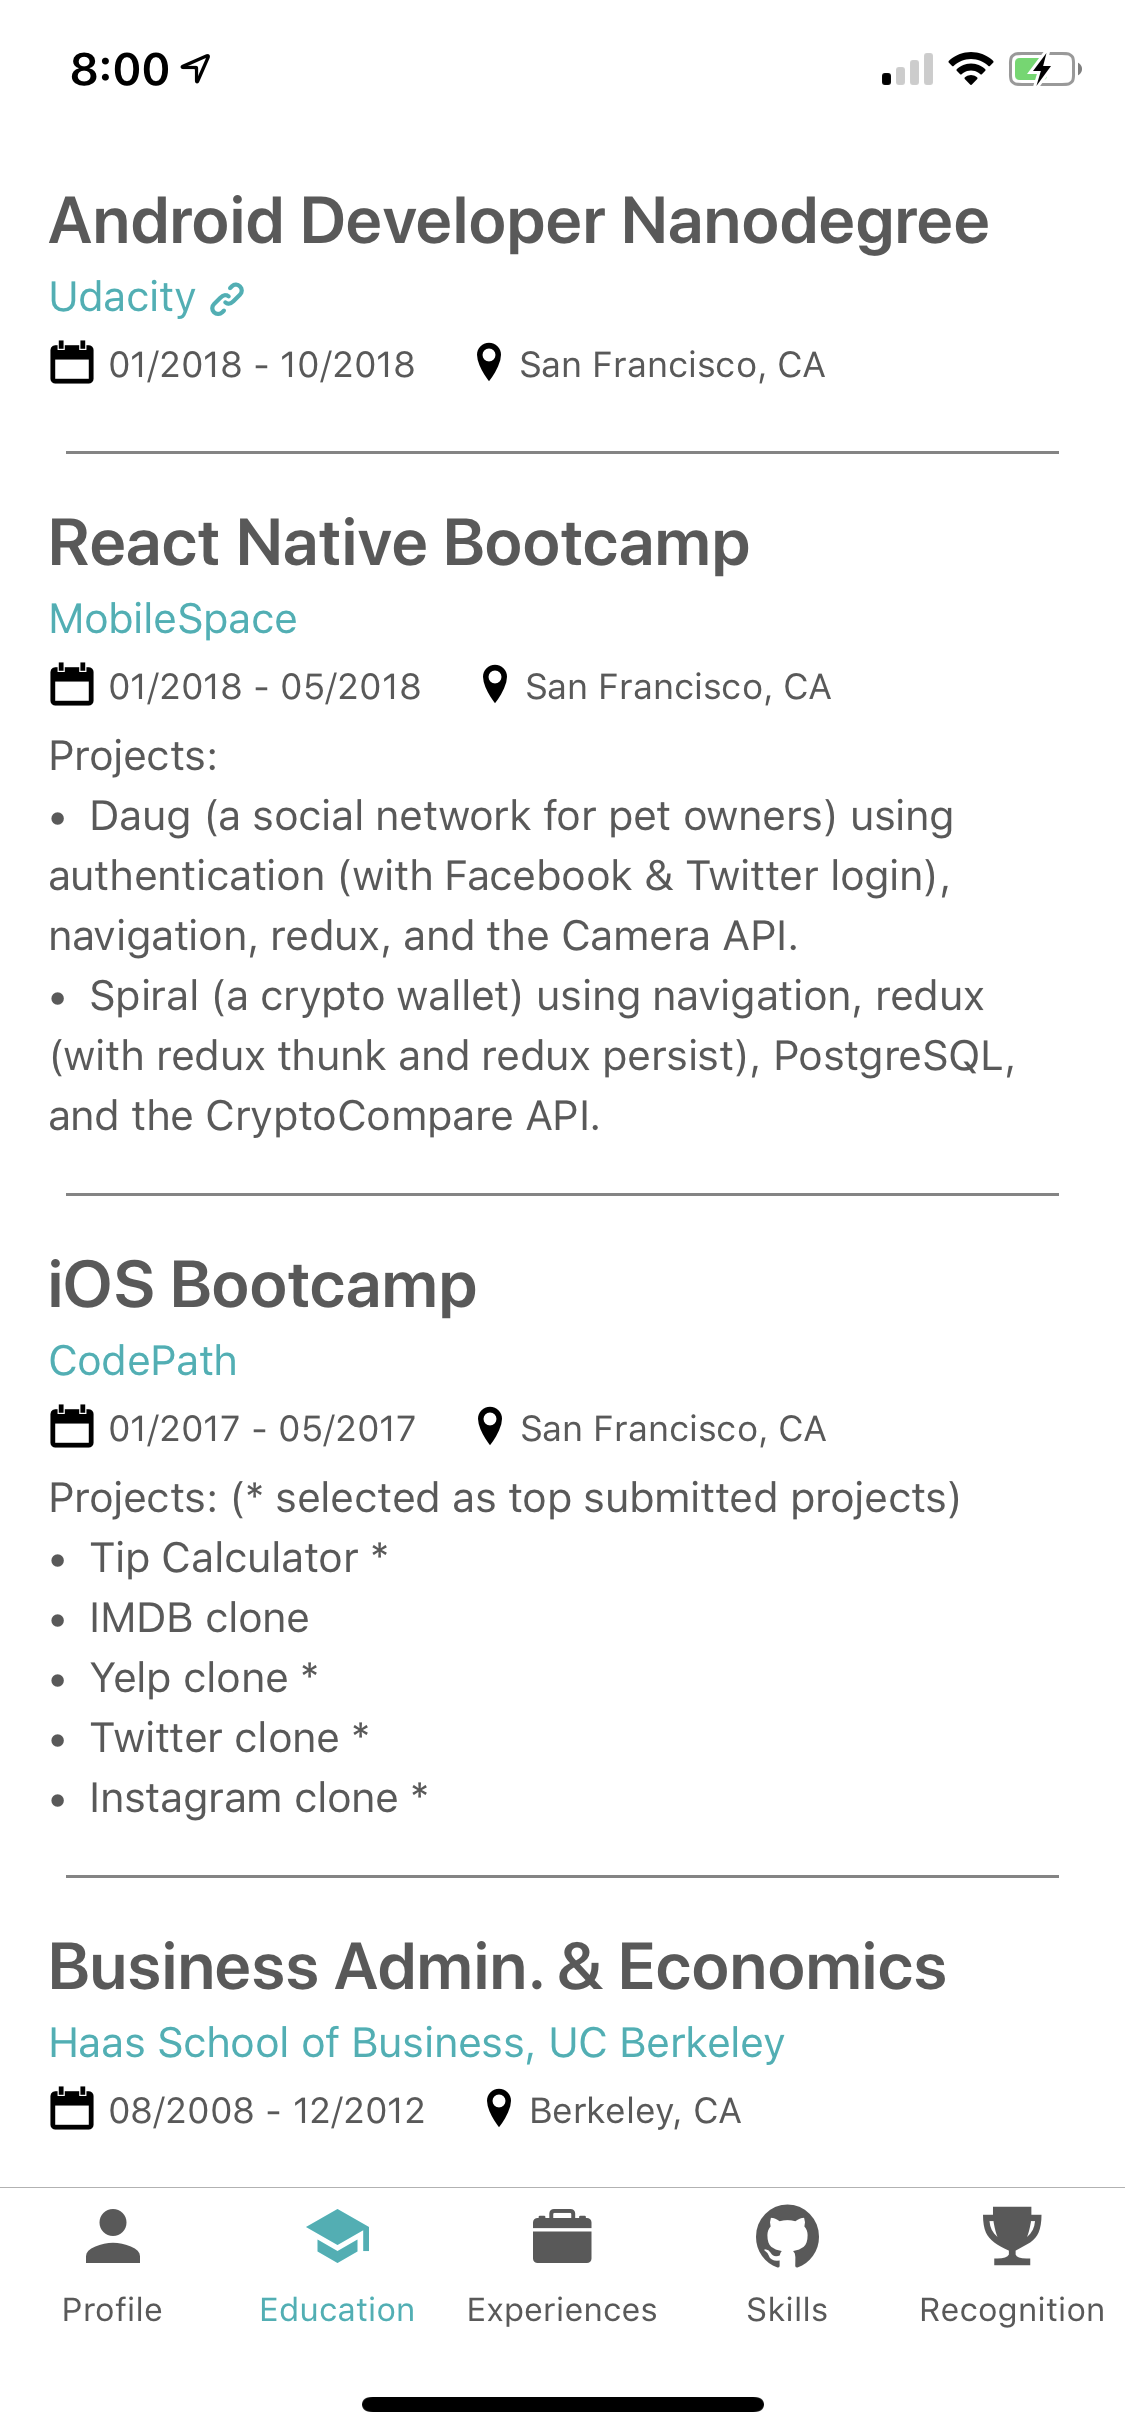 8:00
Android Developer Nanodegree
Udacity
01/2018 - 10/2018 San Francisco, CA
React Native Bootcamp
MobileSpace
01/2018 - 05/2018 San Francisco, CA
Projects:
• Daug (a social network for pet owners) using
authentication (with Facebook & Twitter login),
navigation, redux, and the Camera API.
• Spiral (a crypto wallet) using navigation, redux
(with redux thunk and redux persist), PostgreSQL,
and the CryptoCompare API.
iOS Bootcamp
CodePath
01/2017 - 05/2017 San Francisco, CA
Projects: (* selected as top submitted projects)
• Tip Calculator *
• IMDB clone
• Yelp clone *
• Twitter clone *
• Instagram clone *
Business Admin. & Economics
Haas School of Business, UC Berkeley
08/2008 - 12/2012 Berkeley, CA
Profile Education Experiences Skills Recognition